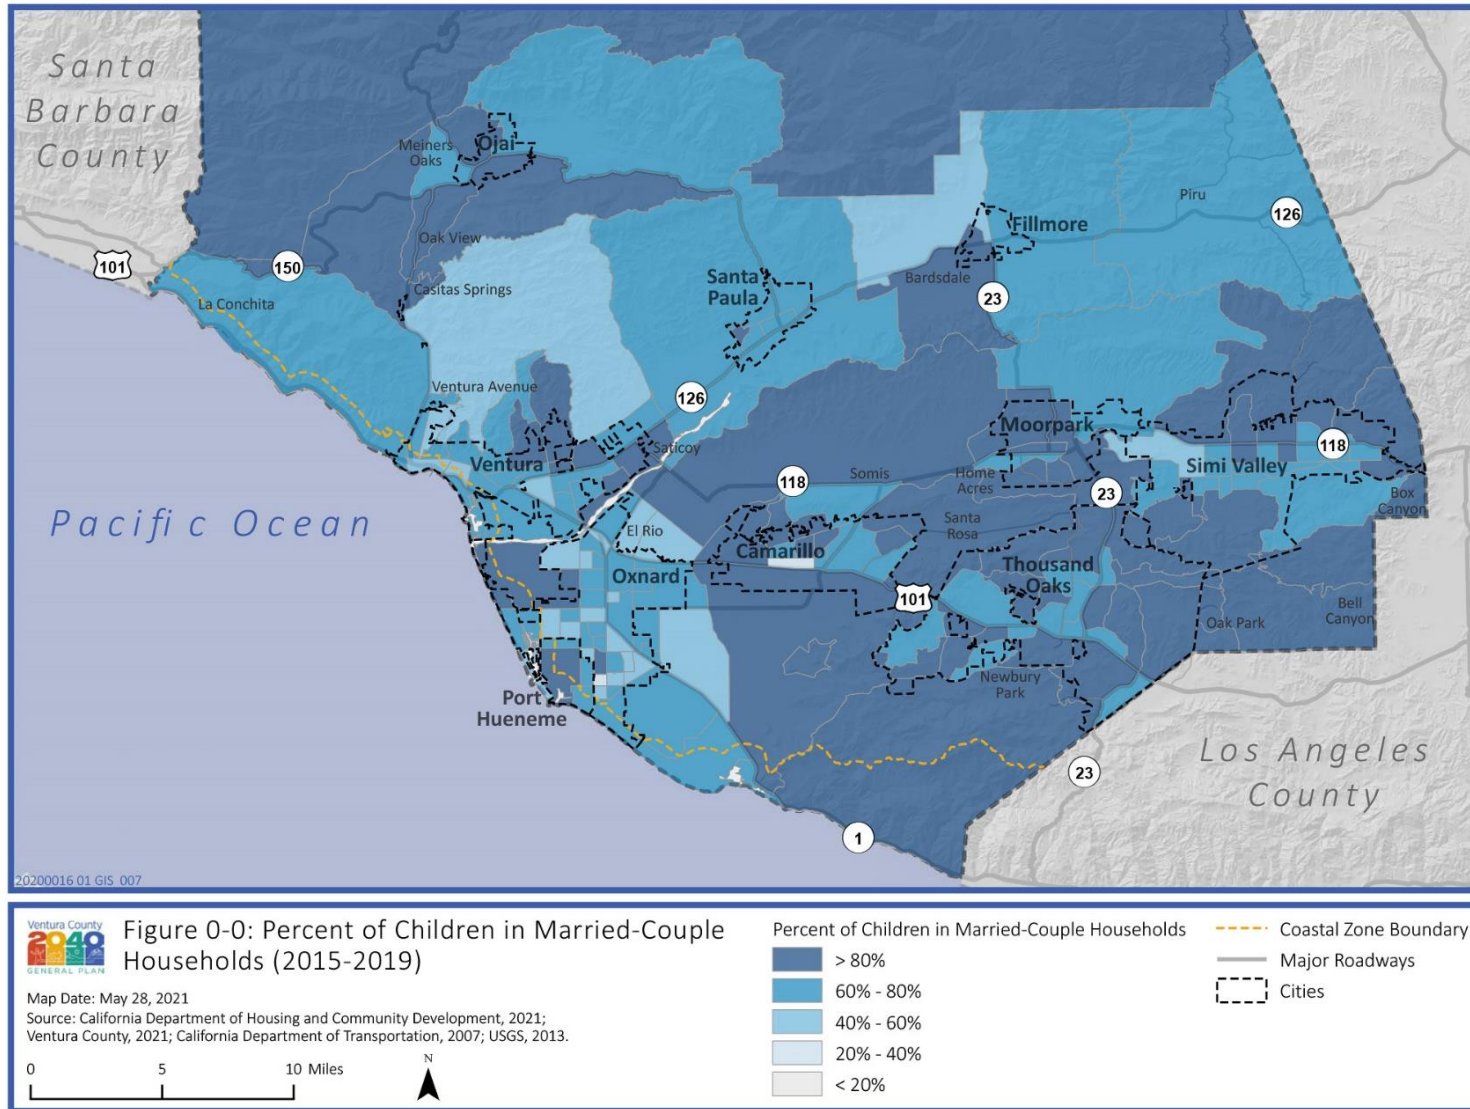 Santa
Barbara
County
Meiners
Oaks
Ojai
Piru
126
Fillmore
Oak View
Bardsdale
101
150
Santa
Paula
23
Casitas Springs
La Conchita
Ventura Avenue
126
Moorpark
Saticoy
Ventura
118
118
Simi Valley
Somis
Home
Acres
23
Box
Canyon
Pacific Ocean
El Rio
Santa
Rosa
Camarillo
Oxnard
Thousand
Oaks
101
Bell
Canyon
Oak Park
Newbury
Park
Port
Hueneme
Los Angeles
County
23
1
20200016 01 GIS 007
Ventura County
2040
GENERAL PLAN
Figure 0-0: Percent of Children in Married-Couple
Households (2015-2019)
Map Date: May 28, 2021
Source: California Department of Housing and Community Development, 2021;
Ventura County, 2021; California Department of Transportation, 2007; USGS, 2013.
0 5 10 Miles
N
Percent of Children in Married-Couple Households
> 80%
60% - 80%
40% - 60%
20% - 40%
< 20%
Coastal Zone Boundary
Major Roadways
Cities